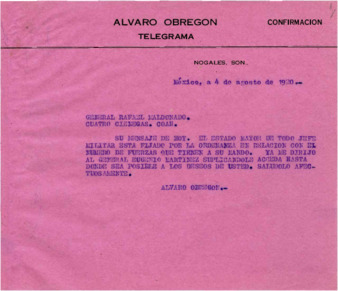 ALVARO OBREGON
CONFIRMACION
TELEGRAMA
NOGALES, SON.
México, a 4 de agosto de 1920.-
GENERAL RAFAEL MALDONADO.
CUATRO CIENEGAS. COAH.
SU MENSAJE DE HOY. EL ESTADO MAYOR DE TODO JEFE
MILITAR ESTA FIJADO POR LA ORDENANZA EN RELACION CON EL
NUMERO DE FUERZAS QUE TIENEN A SU MANDO. YA ME DIRIJO
AL GENERAL EUGENIO MARTINEZ SUPLICANDOLE ACCEDA HASTA
DONDE SEA POSIBLE A LOS DESEOS DE USTED. SALUDOLO AFEC-
TUOSAMENTE.
ALVARO OBREGON.-